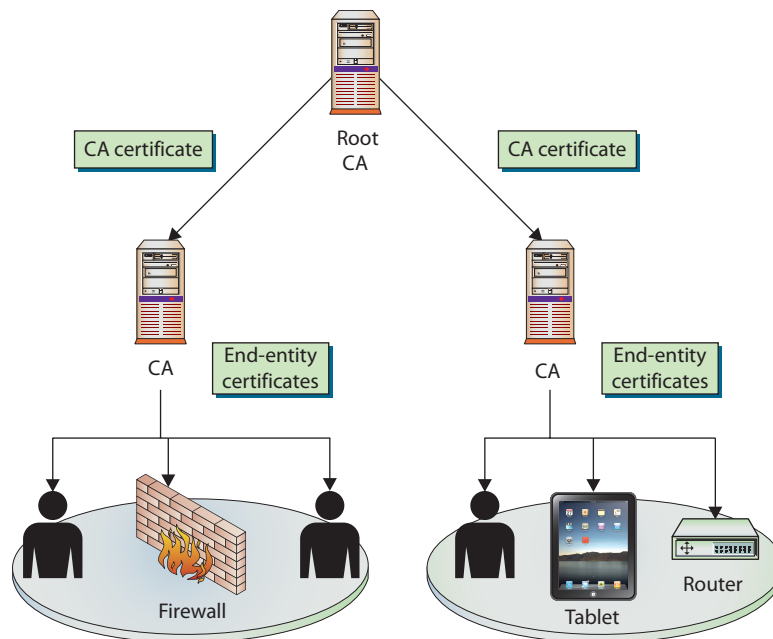 Root
CA
CA certificate
CA certificate
CA
End-entity
certificates
CA
End-entity
certificates
Firewall
Tablet
Router